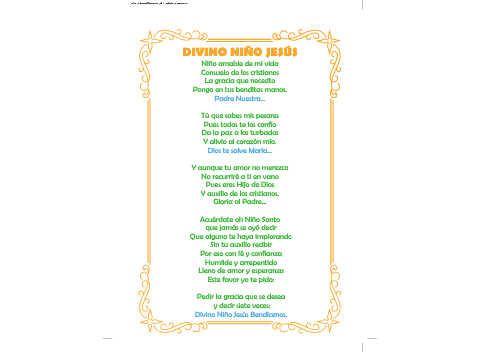 DIVINO NIÑO JESÚS
Niño amable de mi vida
Consuelo de los cristianos
La gracia que necesito
Pongo en tus benditas manos.
Padre Nuestro...
Tú que sabes mis pesares
Pues todos te los confío
Da la paz a los turbados
Y alivio al corazón mío.
Dios te salve María...
Y aunque tu amor no merezco
No recurriré a ti en vano
Pues eres Hijo de Dios
Y auxilio de los cristianos.
Gloria al Padre...
Acuérdate oh Niño Santo
que jamás se oyó decir
Que alguno te haya implorando
Sin tu auxilio recibir
Por eso con fé y confianza
Humilde y arrepentido
Lleno de amor y esperanza
Este favor yo te pido:
Pedir la gracia que se desea
y decir siete veces:
Divino Niño Jesús Bendícenos.